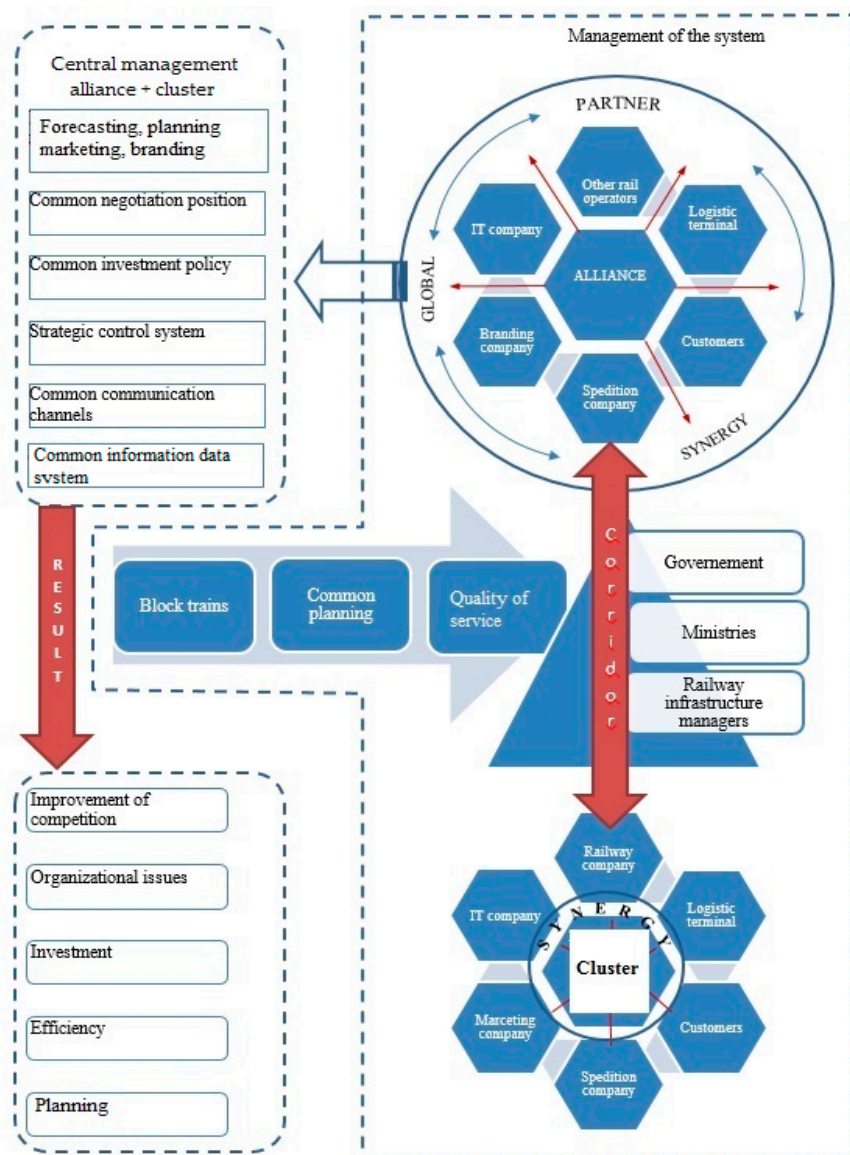 Management of the system
Central management
alliance + cluster
Forecasting, planning
marketing, branding
Common negotiation position
Common investment policy
Strategic control system
Common communication
channels
Common information data
system
PARTNER
GLOBAL
SYNERGY
Other rail
operators
IT company
Logistic
terminal
ALLIANCE
Branding
company
Customers
Spedition
company
RESULT
Block trains
Common
planning
Quality of
service
Corridor
Governement
Ministries
Railway
infrastructure
managers
Improvement of
competition
Organizational issues
Investment
Efficiency
Planning
Railway
company
IT company
Logistic
terminal
SYNERGY
Cluster
Marceting
company
Customers
Spedition
company